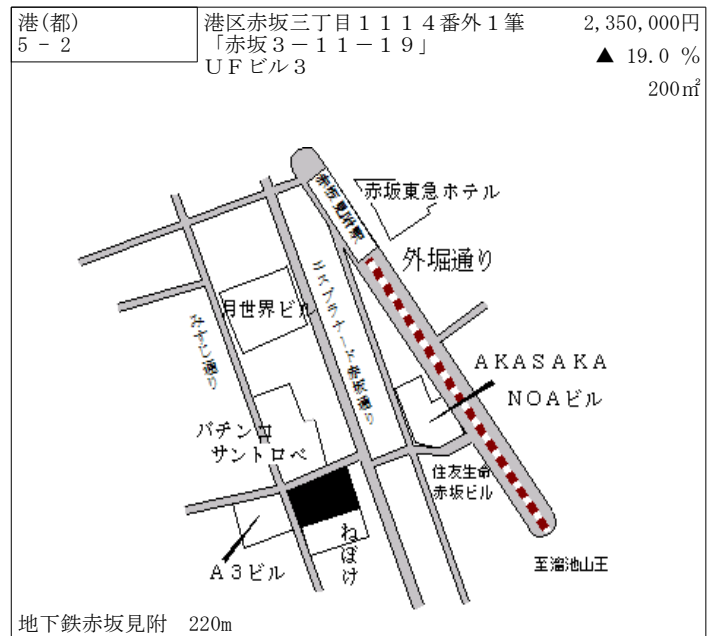 港(都)
5 - 2
港区赤坂三丁目１１１４番外１筆
「赤坂３－１１－１９」
ＵＦビル３
2,350,000円
▲ 19.0 %
200㎡
赤坂見附駅
赤坂東急ホテル
外堀通り
月世界ビル
エスプラナード赤坂通り
みすじ通り
ＡＫＡＳＡＫＡ
ＮＯＡビル
パチンコ
サントロペ
住友生命
赤坂ビル
ねぼけ
Ａ３ビル
至溜池山王
地下鉄赤坂見附　220m